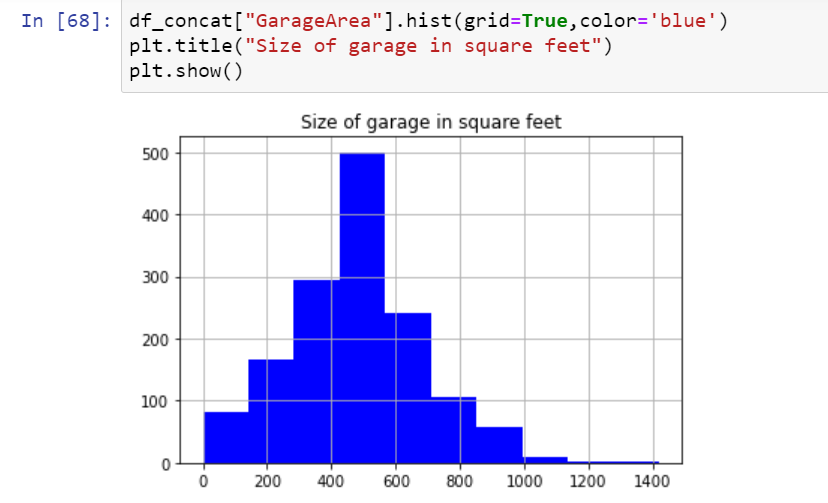 In [68]: df_concat["GarageArea"].hist(grid=True,color='blue')
plt.title("Size of garage in square feet")
plt.show()
Size of garage in square feet
500
400
300
200
100
0
0 200 400 600 800 1000 1200 1400